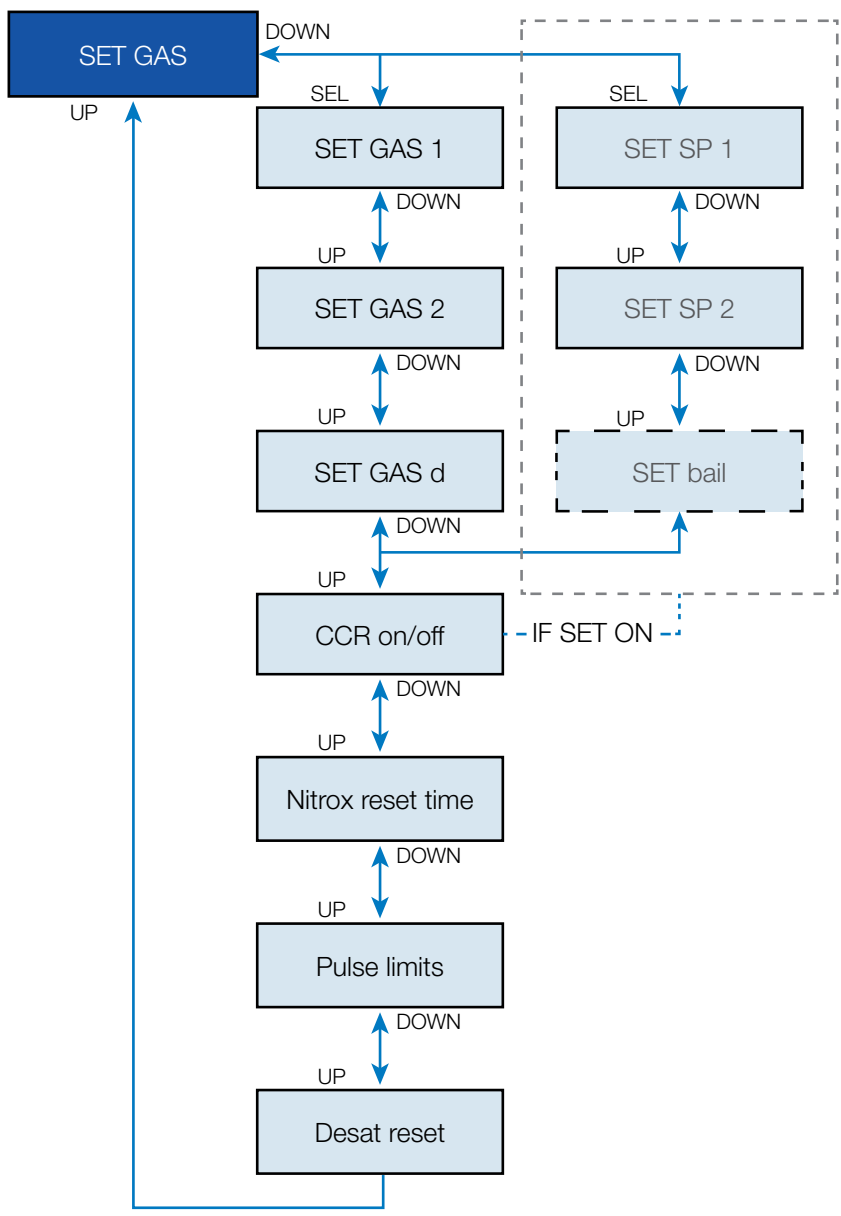 SET GAS
DOWN
UP
SEL
SEL
SET GAS 1
SET SP 1
DOWN
DOWN
UP
UP
SET GAS 2
SET SP 2
DOWN
DOWN
UP
UP
SET GAS d
SET bail
DOWN
UP
CCR on/off
IF SET ON
DOWN
UP
Nitrox reset time
DOWN
UP
Pulse limits
DOWN
UP
Desat reset